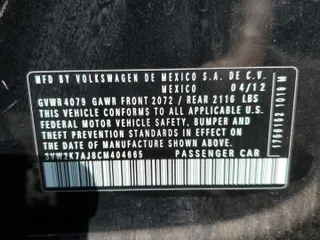 MFD BY VOLKSWAGEN DE MEXICO S.A. DE C.V.
MEXICO 04/12
GVWR 4079 GAWR FRONT 2072 / REAR 2116 LBS
THIS VEHICLE CONFORMS TO ALL APPLICABLE U.S.
FEDERAL MOTOR VEHICLE SAFETY, BUMPER AND
THEFT PREVENTION STANDARDS IN EFFECT ON THE
DATE OF MANUFACTURE SHOWN ABOVE.
3VW2K7AJ8CM404665 PASSENGER CAR